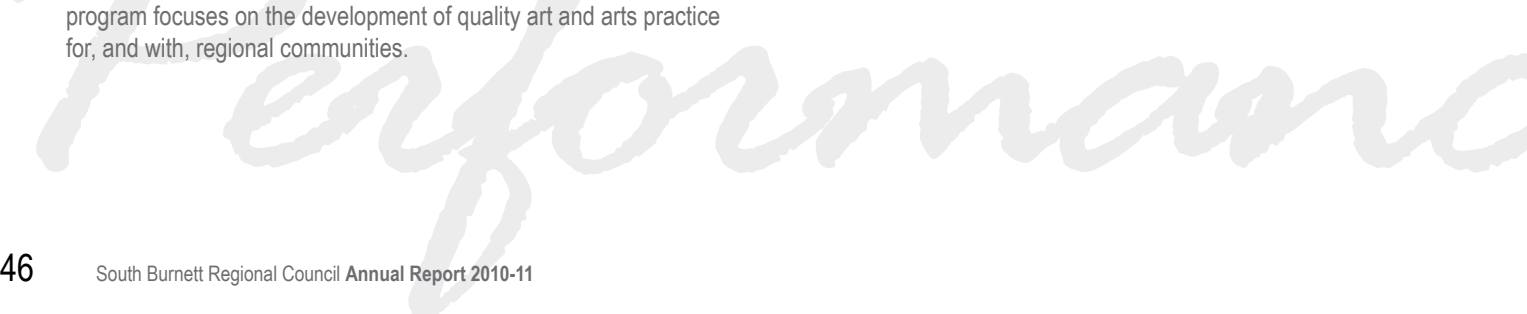 program focuses on the development of quality art and arts practice
for, and with, regional communities.
Performanc
46 South Burnett Regional Council Annual Report 2010-11